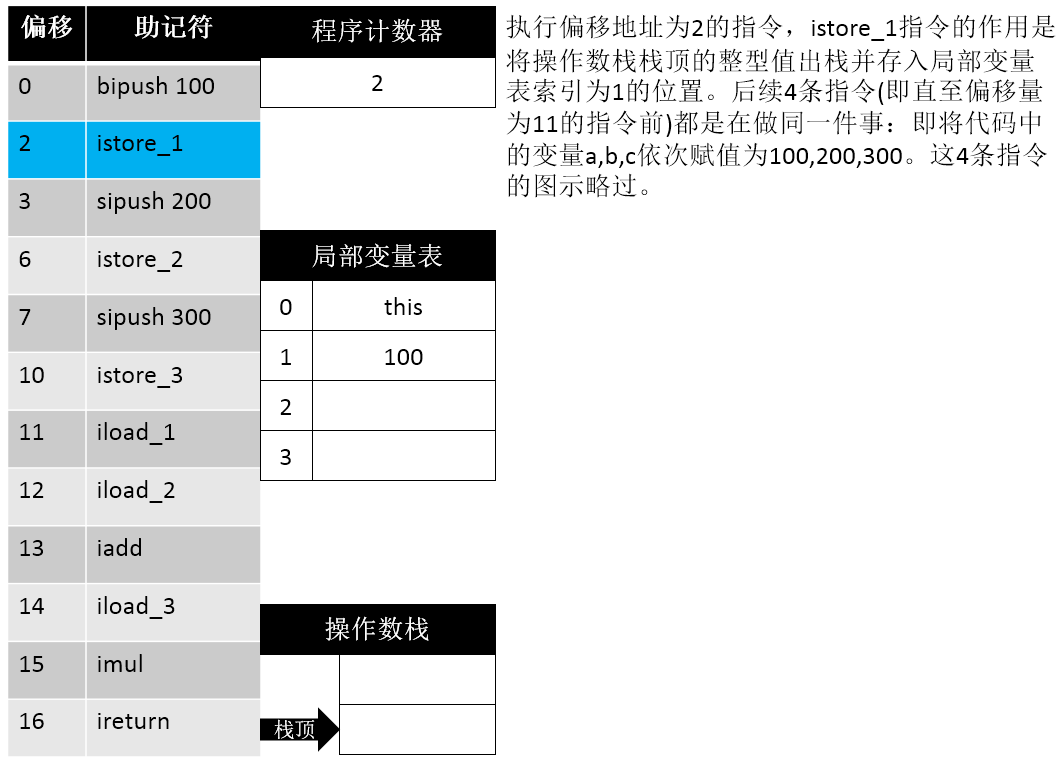 偏移 助记符
0 bipush 100
2 istore_1
3 sipush 200
6 istore_2
7 sipush 300
10 istore_3
11 iload_1
12 iload_2
13 iadd
14 iload_3
15 imul
16 ireturn
程序计数器
2
局部变量表
0 this
1 100
2
3
操作数栈
栈顶
执行偏移地址为2的指令，istore_1指令的作用是
将操作数栈栈顶的整型值出栈并存入局部变量
表索引为1的位置。后续4条指令(即直至偏移量
为11的指令前)都是在做同一件事：即将代码中
的变量a,b,c依次赋值为100,200,300。这4条指令
的图示略过。